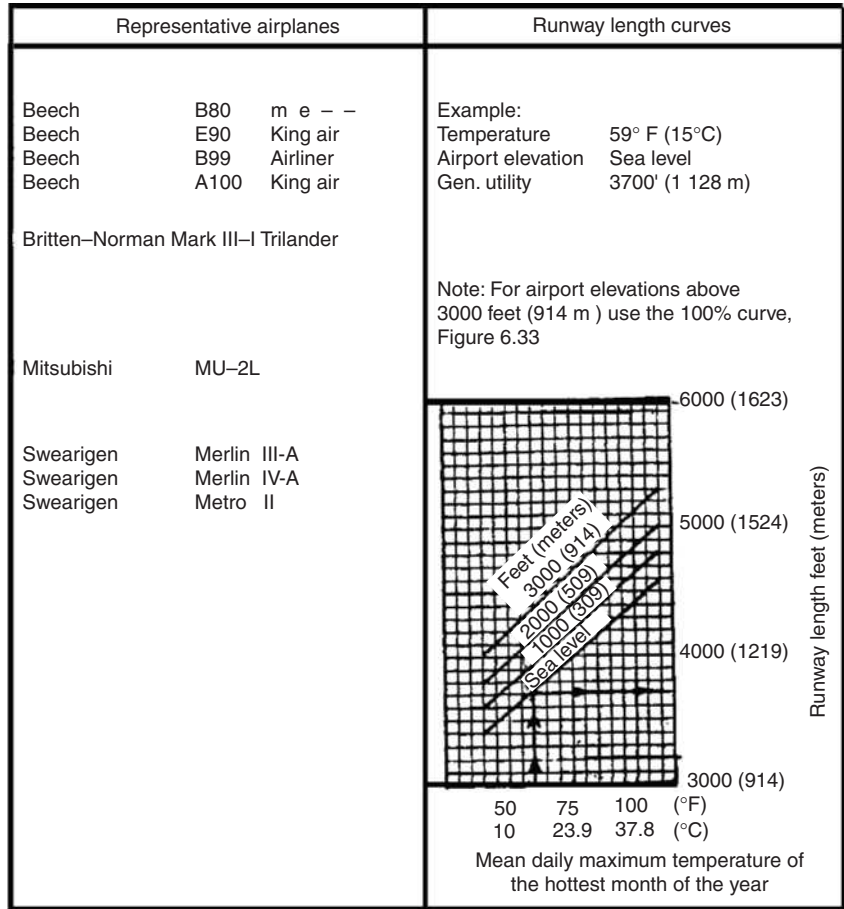 Representative airplanes
Beech B80 m e – –
Beech E90 King air
Beech B99 Airliner
Beech A100 King air
Britten–Norman Mark III–I Trilander
Mitsubishi MU–2L
Swearigen Merlin III-A
Swearigen Merlin IV-A
Swearigen Metro II
Runway length curves
Example:
Temperature 59° F (15°C)
Airport elevation Sea level
Gen. utility 3700' (1 128 m)
Note: For airport elevations above
3000 feet (914 m ) use the 100% curve,
Figure 6.33
6000 (1623)
5000 (1524)
4000 (1219)
3000 (914)
Runway length feet (meters)
Feet (meters)
3000 (914)
2000 (509)
1000 (309)
Sea level
50 75 100 (°F)
10 23.9 37.8 (°C)
Mean daily maximum temperature of
the hottest month of the year